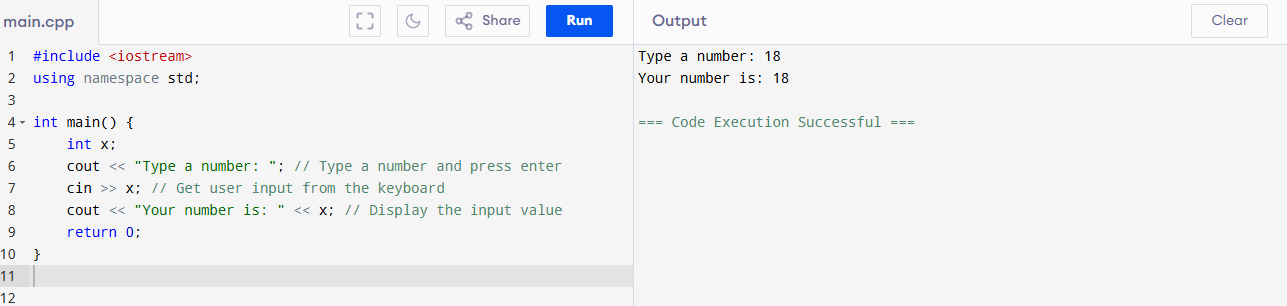 main.cpp Share Run Output Clear
1 #include <iostream>
2 using namespace std;
3
4 int main() {
5     int x;
6     cout << "Type a number: "; // Type a number and press enter
7     cin >> x; // Get user input from the keyboard
8     cout << "Your number is: " << x; // Display the input value
9     return 0;
10 }
11
12
Type a number: 18
Your number is: 18
=== Code Execution Successful ===